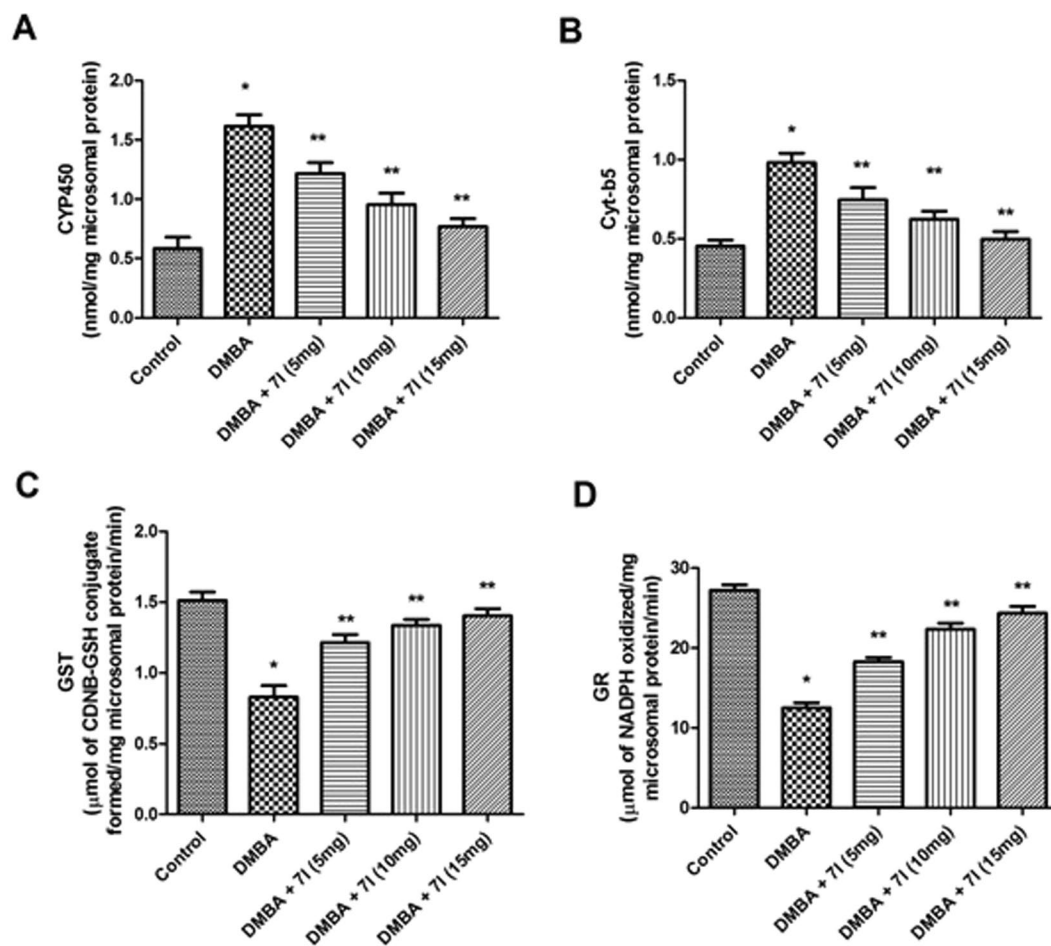 A
CYP450
(nmol/mg microsomal protein)
2.0
1.5
1.0
0.5
0.0
*
**
**
**
Control
DMBA
DMBA + 7l (5mg)
DMBA + 7l (10mg)
DMBA + 7l (15mg)
B
Cyt-b5
(nmol/mg microsomal protein)
1.5
1.0
0.5
0.0
*
**
**
**
Control
DMBA
DMBA + 7l (5mg)
DMBA + 7l (10mg)
DMBA + 7l (15mg)
C
GST
(μmol of CDNB-GSH conjugate
formed/mg microsomal protein/min)
2.0
1.5
1.0
0.5
0.0
*
**
**
**
Control
DMBA
DMBA + 7l (5mg)
DMBA + 7l (10mg)
DMBA + 7l (15mg)
D
GR
(μmol of NADPH oxidized/mg
microsomal protein/min)
30
20
10
0
*
**
**
**
Control
DMBA
DMBA + 7l (5mg)
DMBA + 7l (10mg)
DMBA + 7l (15mg)